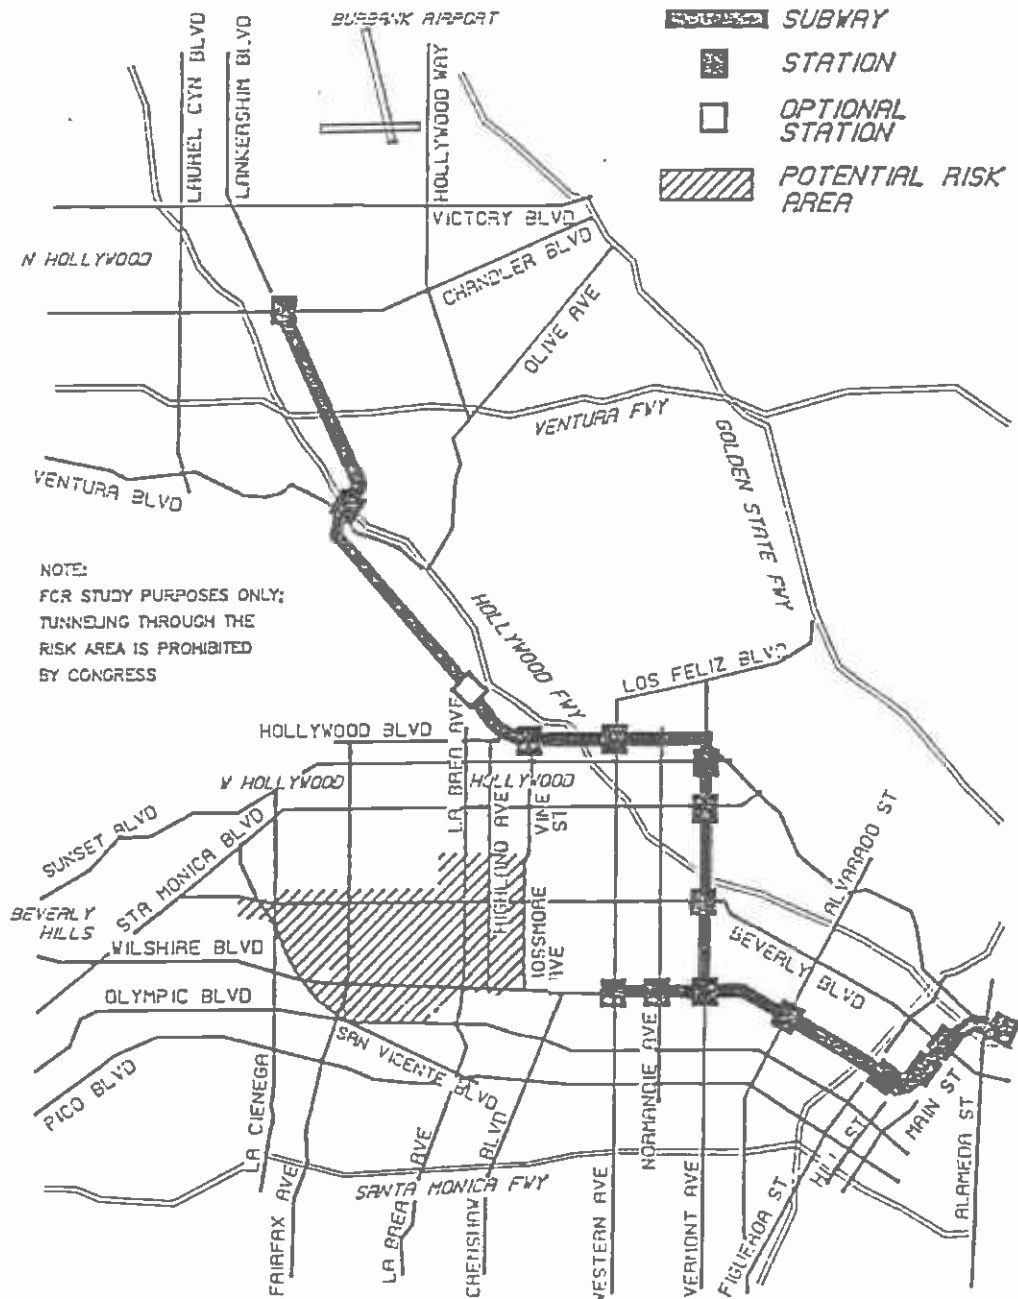 BURBANK AIRPORT
SUBWAY
STATION
OPTIONAL
STATION
POTENTIAL RISK
AREA
LAUREL CYN BLVD
LANKERSHIM BLVD
HOLLYWOOD WAY
VICTORY BLVD
N HOLLYWOOD
CHANDLER BLVD
OLIVE AVE
VENTURA FWY
GOLDEN STATE FWY
VENTURA BLVD
NOTE:
FOR STUDY PURPOSES ONLY;
TUNNELING THROUGH THE
RISK AREA IS PROHIBITED
BY CONGRESS
HOLLYWOOD FWY
LOS FELIZ BLVD
HOLLYWOOD BLVD
LA BREA AVE
W HOLLYWOOD
HOLLYWOOD
HIGHLAND AVE
VINE ST
SUNSET BLVD
STA MONICA BLVD
ALVARADO ST
BEVERLY
HILLS
WILSHIRE BLVD
ROSSMORE
AVE
BEVERLY BLVD
OLYMPIC BLVD
SAN VICENTE BLVD
PICO BLVD
NORMANDIE AVE
MAIN ST
HILL ST
LA CIENEGA
SANTA MONICA FWY
FAIRFAX AVE
LA BREA AVE
CRENSHAW BLVD
WESTERN AVE
VERMONT AVE
FIGUEROA ST
ALAMEDA ST